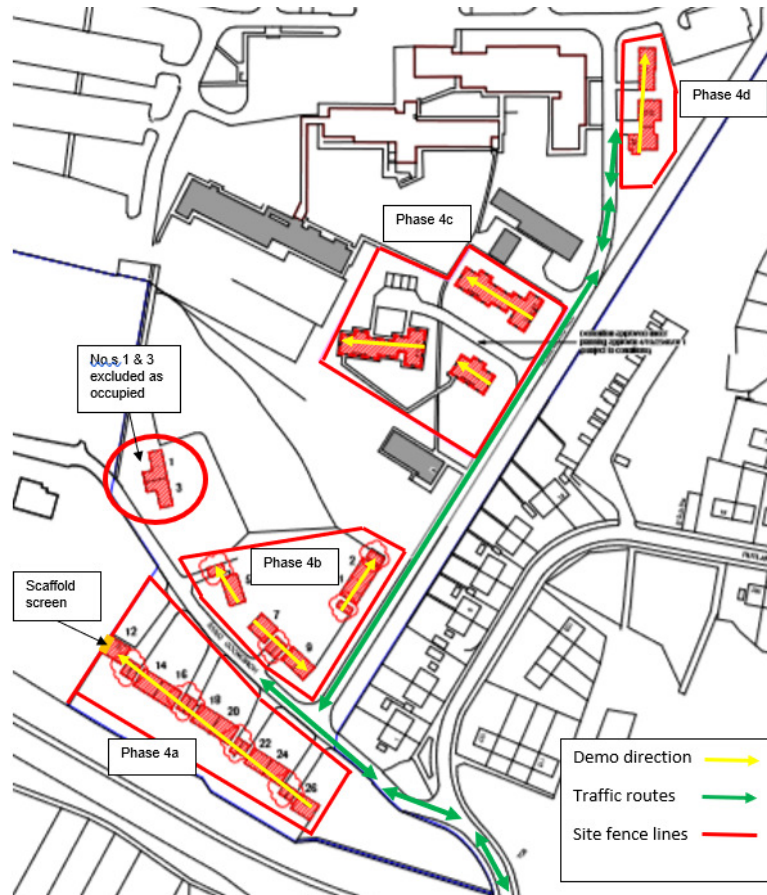 Phase 4d
Phase 4c
No.s 1 & 3
excluded as
occupied
1
3
Phase 4b
2
1
5
7
9
Scaffold
screen
12
14
16
18
20
22
24
26
Phase 4a
Demo direction
Traffic routes
Site fence lines